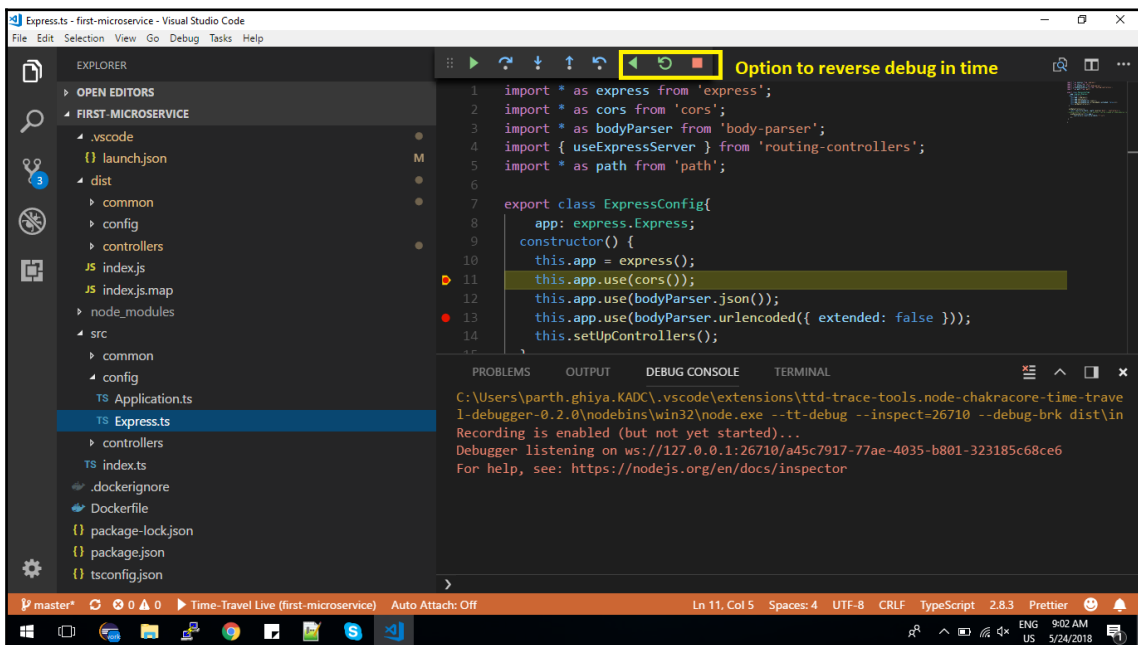 Express.ts - first-microservice - Visual Studio Code
File Edit Selection View Go Debug Tasks Help
EXPLORER
OPEN EDITORS
FIRST-MICROSERVICE
.vscode
{} launch.json M
dist
common
config
controllers
JS index.js
JS index.js.map
node_modules
src
common
config
TS Application.ts
TS Express.ts
controllers
TS index.ts
.dockerignore
Dockerfile
{} package-lock.json
{} package.json
{} tsconfig.json
3
Option to reverse debug in time
1 import * as express from 'express';
2 import * as cors from 'cors';
3 import * as bodyParser from 'body-parser';
4 import { useExpressServer } from 'routing-controllers';
5 import * as path from 'path';
6
7 export class ExpressConfig{
8 app: express.Express;
9 constructor() {
10 this.app = express();
11 this.app.use(cors());
12 this.app.use(bodyParser.json());
13 this.app.use(bodyParser.urlencoded({ extended: false }));
14 this.setUpControllers();
15 }
PROBLEMS OUTPUT DEBUG CONSOLE TERMINAL
C:\Users\parth.ghiya.KADC\.vscode\extensions\ttd-trace-tools.node-chakracore-time-trave
l-debugger-0.2.0\nodebins\win32\node.exe --tt-debug --inspect=26710 --debug-brk dist\in
Recording is enabled (but not yet started)...
Debugger listening on ws://127.0.0.1:26710/a45c7917-77ae-4035-b801-323185c68ce6
For help, see: https://nodejs.org/en/docs/inspector
master* 0 0 Time-Travel Live (first-microservice) Auto Attach: Off Ln 11, Col 5 Spaces: 4 UTF-8 CRLF TypeScript 2.8.3 Prettier
ENG 9:02 AM
US 5/24/2018